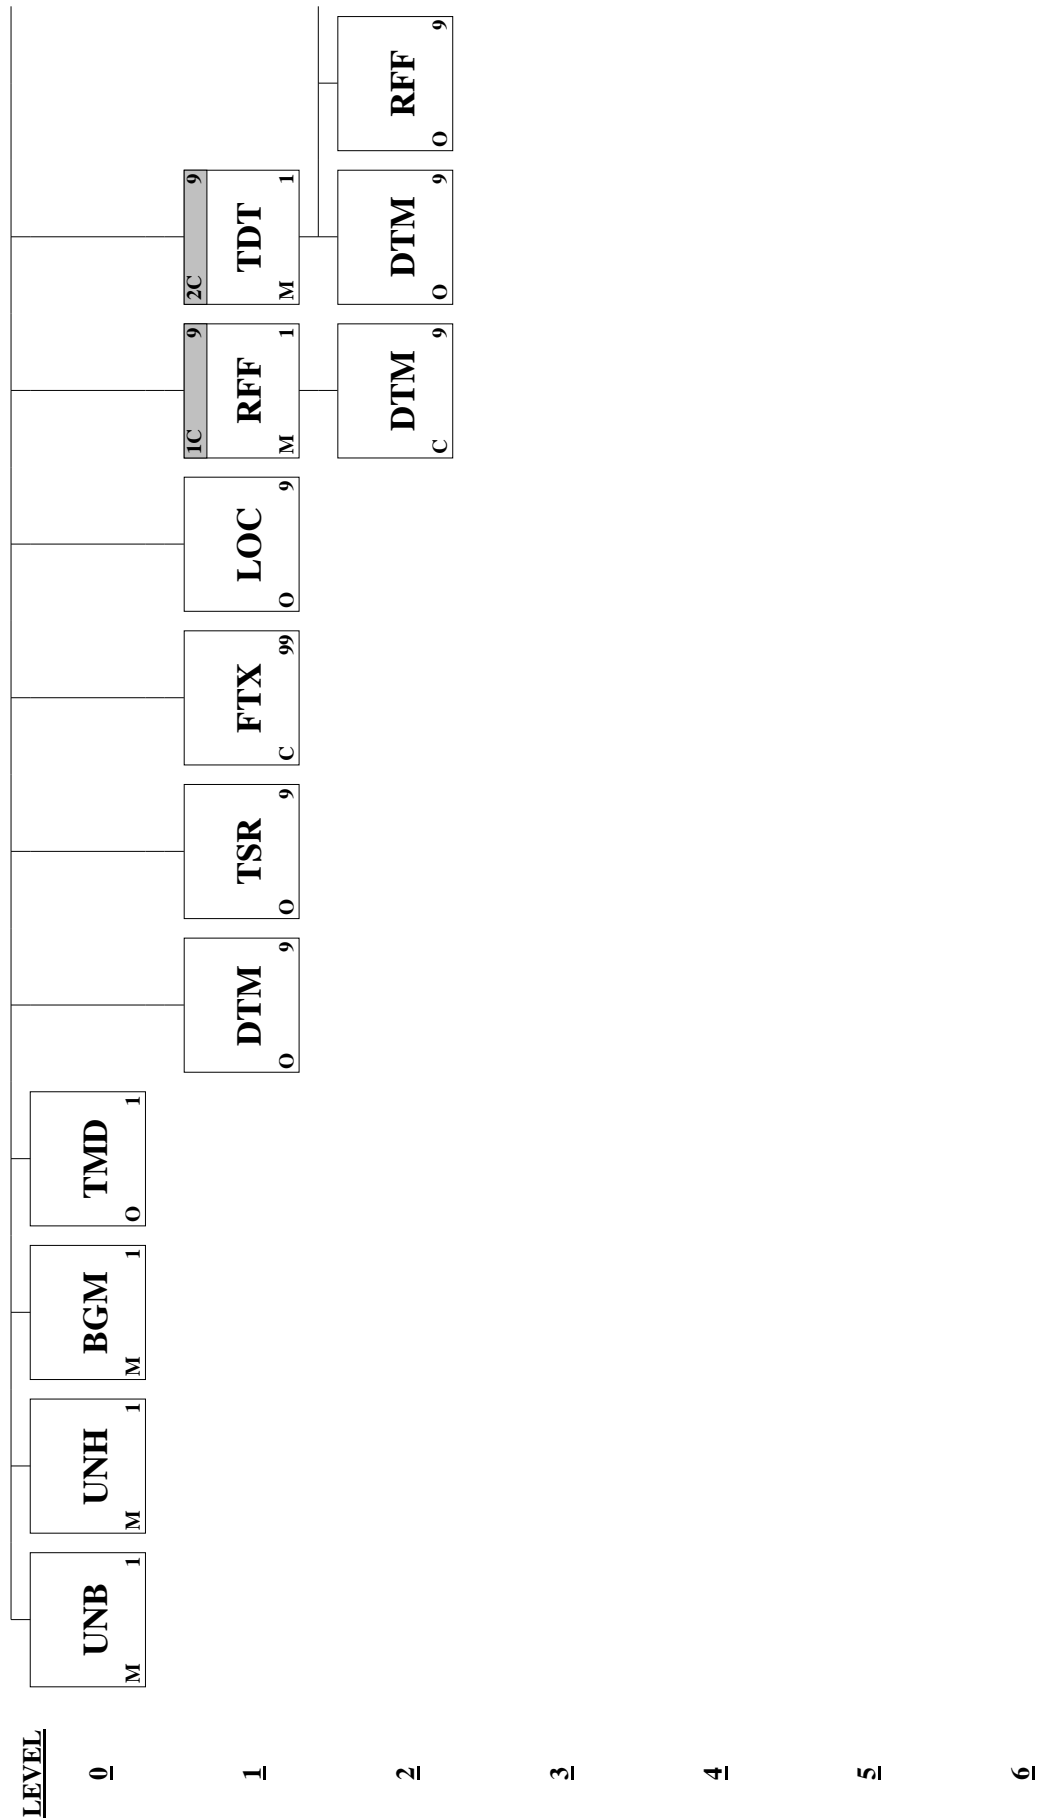 LEVEL
0
UNB
M 1
UNH
M 1
BGM
M 1
TMD
O 1
1
DTM
O 9
TSR
O 9
FTX
C 99
LOC
O 9
1C 9
RFF
M 1
2C 9
TDT
M 1
2
DTM
C 9
DTM
O 9
RFF
O 9
3
4
5
6